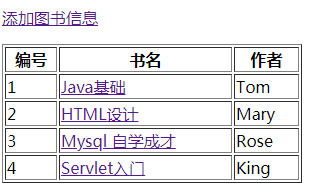 添加图书信息
编号 书名 作者
1 Java基础 Tom
2 HTML设计 Mary
3 Mysql 自学成才 Rose
4 Servlet入门 King